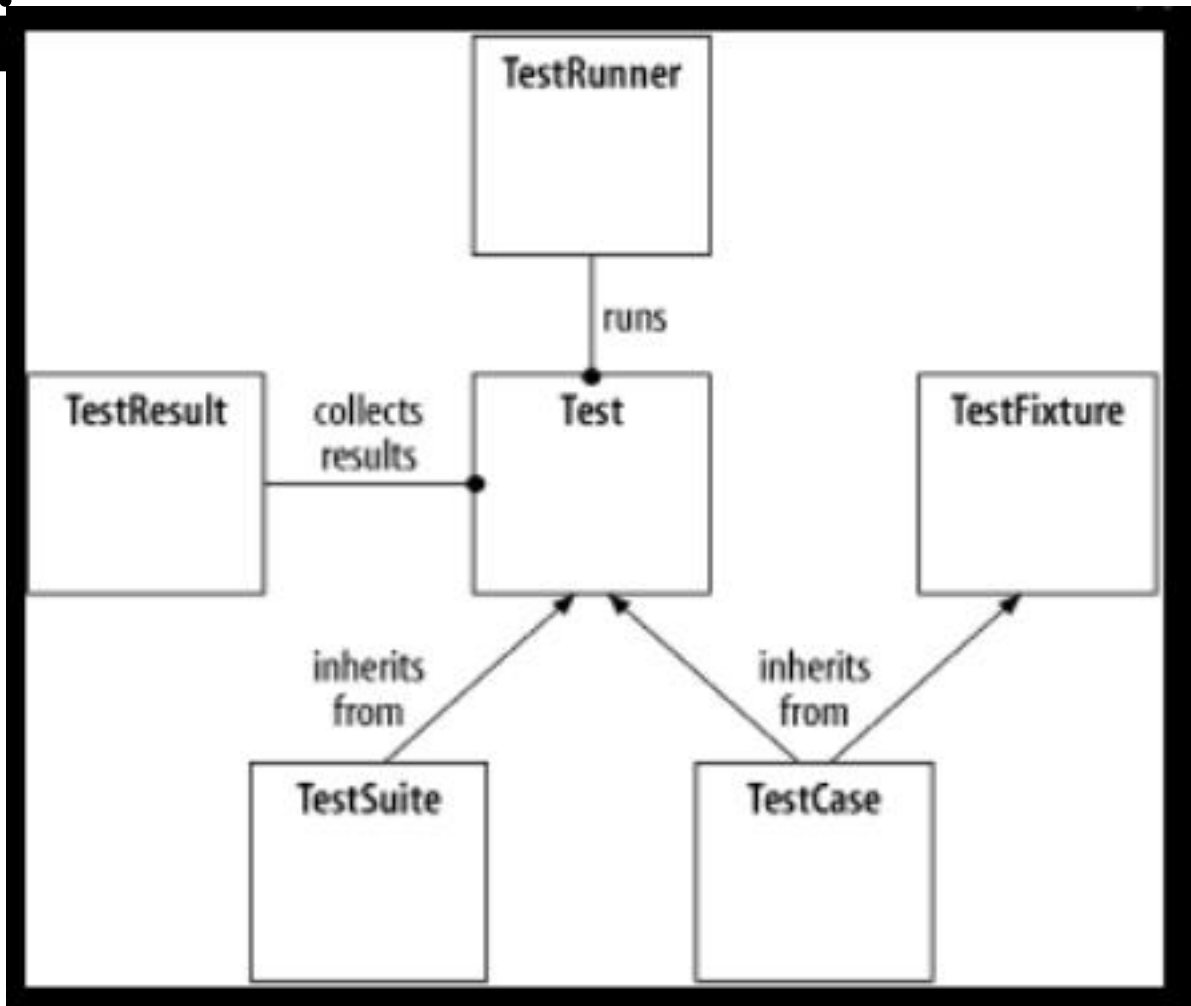 TestRunner
runs
TestResult
collects
results
Test
TestFixture
inherits
from
inherits
from
TestSuite
TestCase